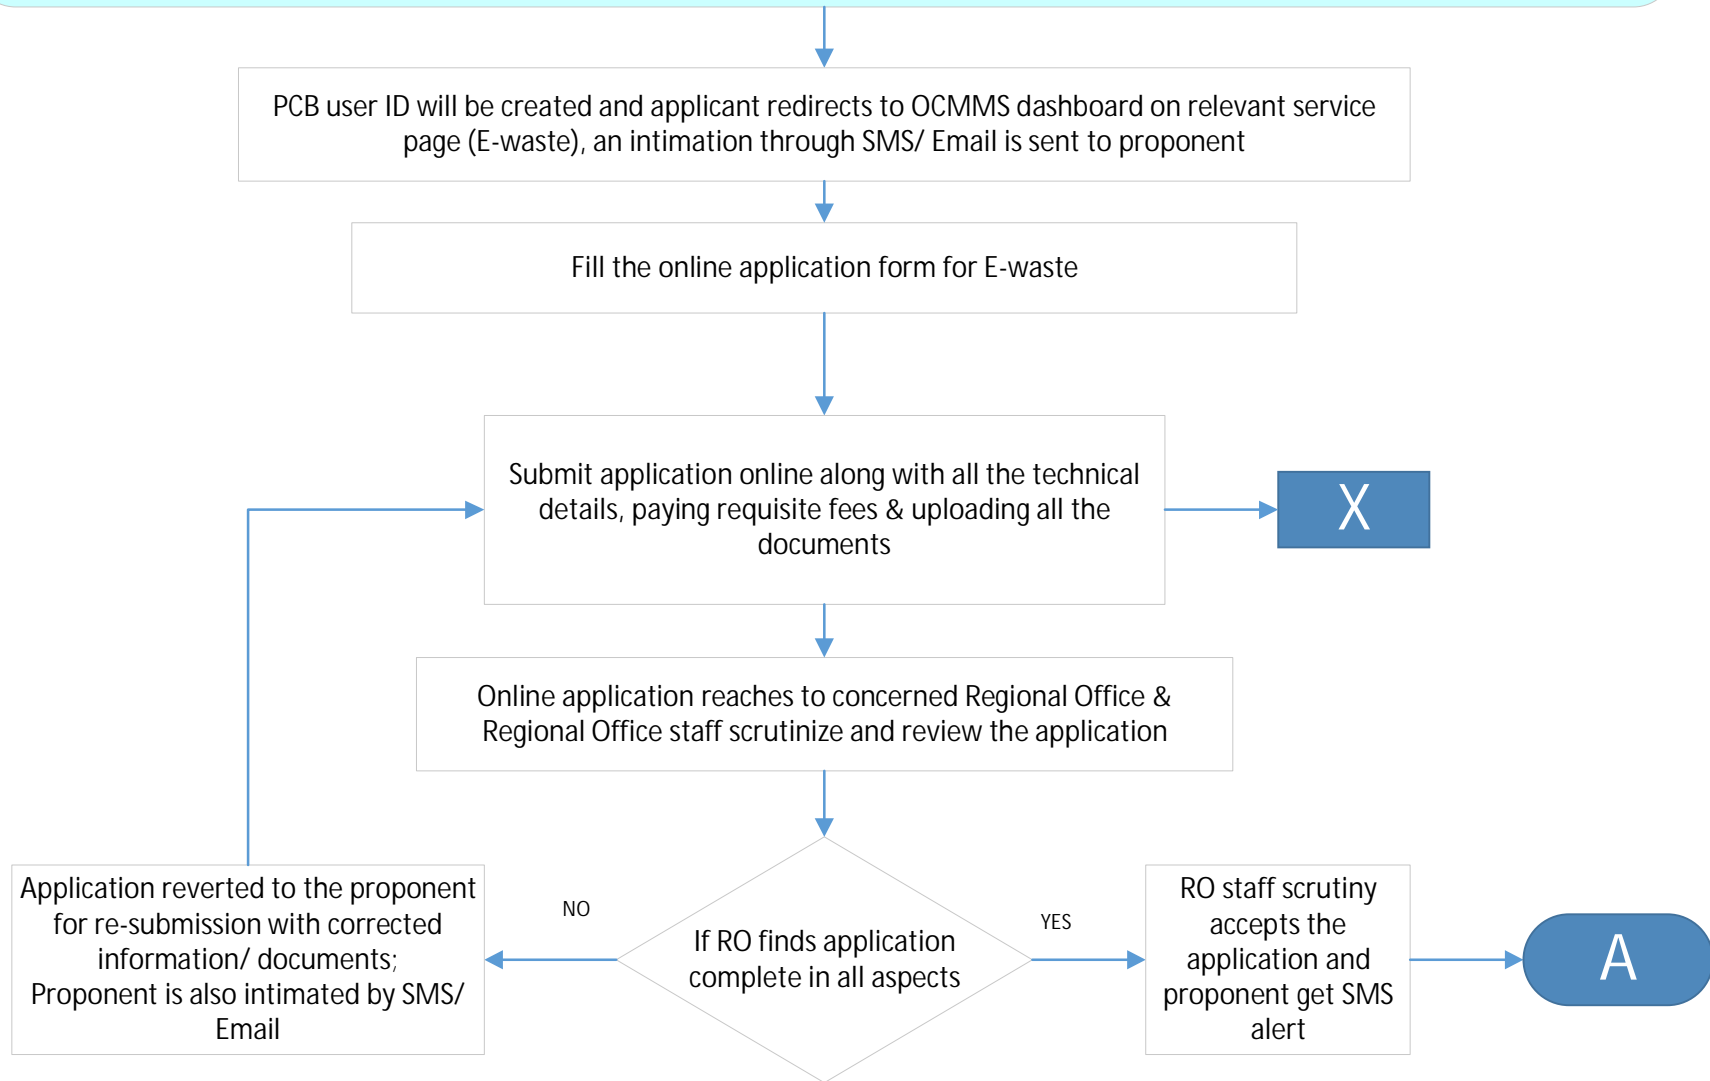 PCB user ID will be created and applicant redirects to OCMMS dashboard on relevant service
page (E-waste), an intimation through SMS/ Email is sent to proponent
Fill the online application form for E-waste
Submit application online along with all the technical
details, paying requisite fees & uploading all the
documents
X
Online application reaches to concerned Regional Office &
Regional Office staff scrutinize and review the application
Application reverted to the proponent
for re-submission with corrected
information/ documents;
Proponent is also intimated by SMS/
Email
NO
If RO finds application
complete in all aspects
YES
RO staff scrutiny
accepts the
application and
proponent get SMS
alert
A